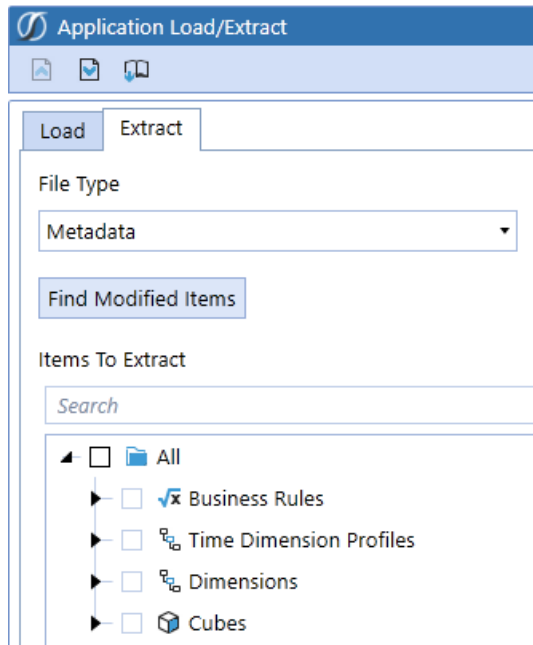 Application Load/Extract
Load Extract
File Type
Metadata
Find Modified Items
Items To Extract
Search
All
Business Rules
Time Dimension Profiles
Dimensions
Cubes